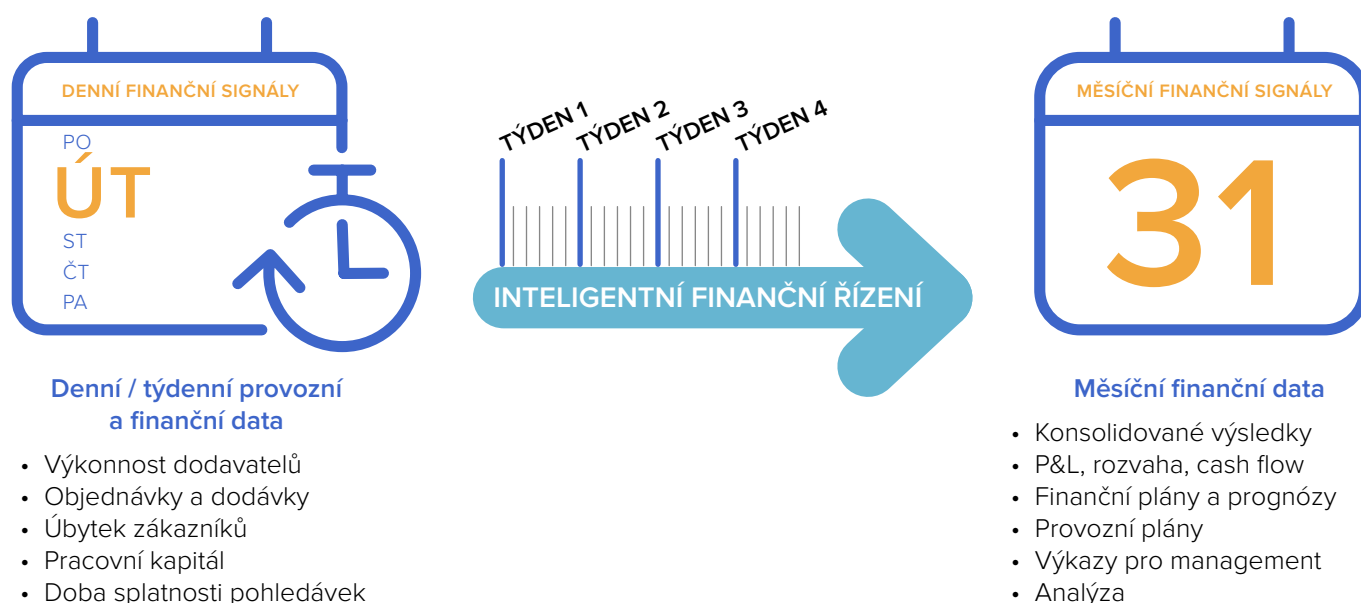 DENNÍ FINANČNÍ SIGNÁLY
PO
ÚT
ST
ČT
PA
Denní / týdenní provozní
a finanční data
• Výkonnost dodavatelů
• Objednávky a dodávky
• Úbytek zákazníků
• Pracovní kapitál
• Doba splatnosti pohledávek
TÝDEN 1
TÝDEN 2
TÝDEN 3
TÝDEN 4
INTELIGENTNÍ FINANČNÍ ŘÍZENÍ
MĚSÍČNÍ FINANČNÍ SIGNÁLY
31
Měsíční finanční data
• Konsolidované výsledky
• P&L, rozvaha, cash flow
• Finanční plány a prognózy
• Provozní plány
• Výkazy pro management
• Analýza